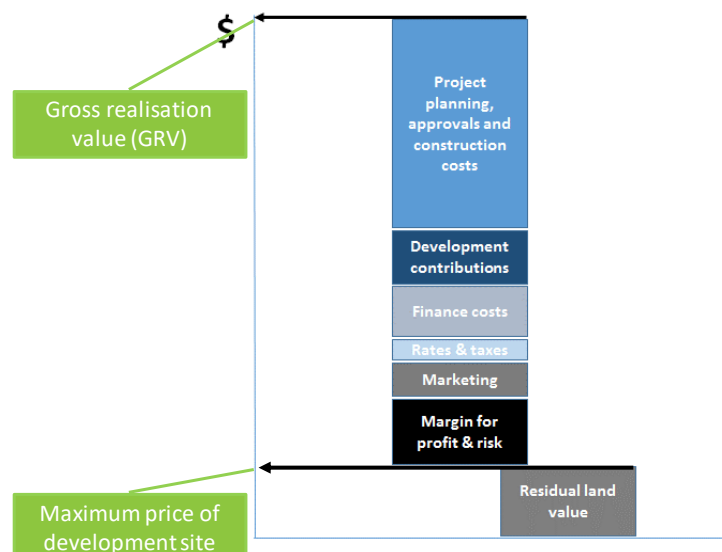 $
Gross realisation
value (GRV)
Project
planning,
approvals and
construction
costs
Development
contributions
Finance costs
Rates & taxes
Marketing
Margin for
profit & risk
Residual land
value
Maximum price of
development site